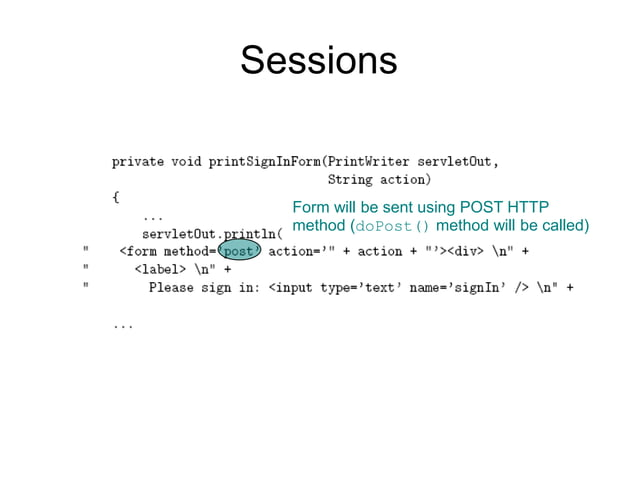 Sessions
private void printSignInForm(PrintWriter servletOut,
String action)
{
Form will be sent using POST HTTP
method (doPost() method will be called)
...
servletOut.println(
" <form method='post' action='" + action + "'><div> \n" +
" <label> \n" +
" Please sign in: <input type='text' name='signIn' /> \n" +
...